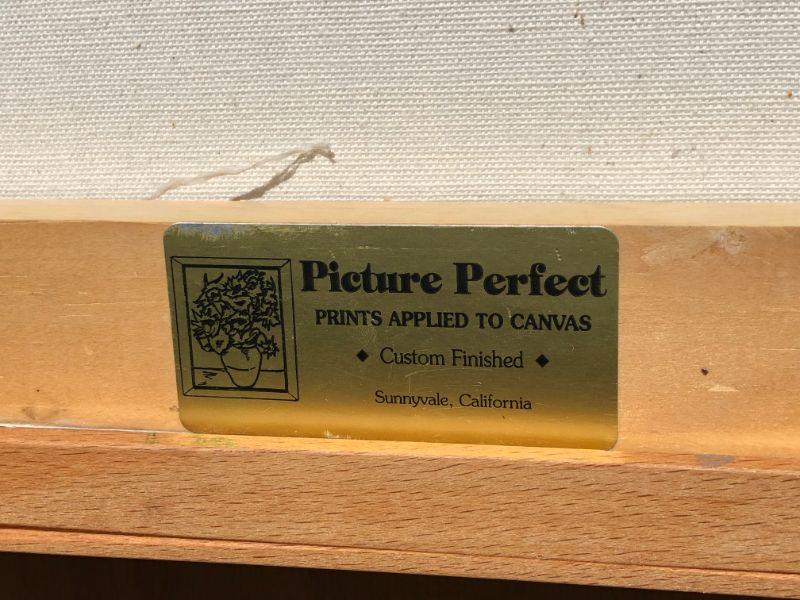 Picture Perfect
PRINTS APPLIED TO CANVAS
◆ Custom Finished ◆
Sunnyvale, California